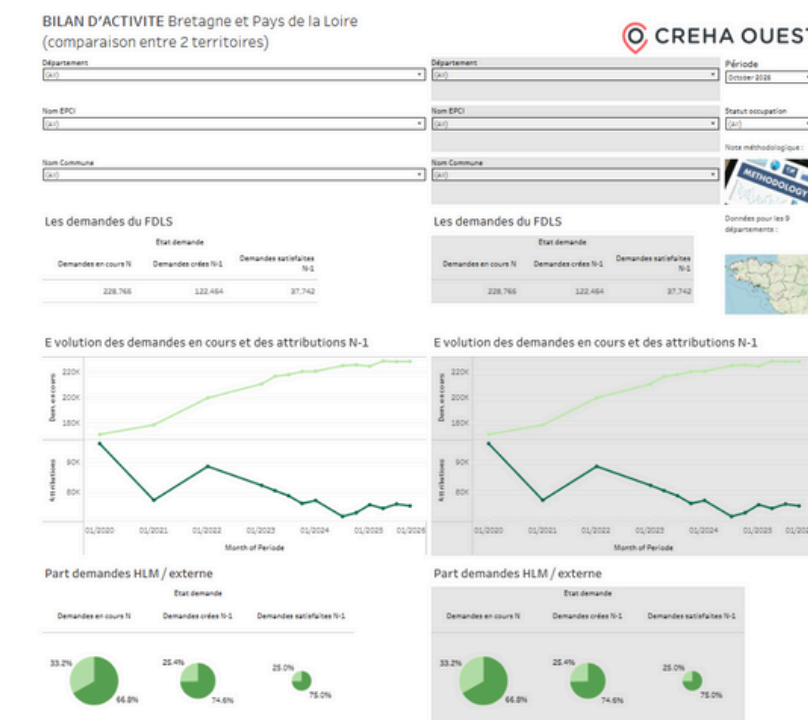 BILAN D'ACTIVITE Bretagne et Pays de la Loire
(comparaison entre 2 territoires)
CREHA OUEST
Département
(All)
Nom EPCI
(All)
Nom Commune
(All)
Département
(All)
Nom EPCI
(All)
Nom Commune
(All)
Période
October 2025
Statut occupation
(All)
Note méthodologique :
METHODOLOGY
Données pour les 9
départements :
Les demandes du FDLS
Etat demande
Demandes en cours N Demandes crées N-1 Demandes satisfaites
N-1
228,766 122,464 37,742
Les demandes du FDLS
Etat demande
Demandes en cours N Demandes crées N-1 Demandes satisfaites
N-1
228,766 122,464 37,742
E volution des demandes en cours et des attributions N-1
Dem. en cours
220K
200K
180K
Attributions
90K
80K
01/2020 01/2021 01/2022 01/2023 01/2024 01/2025 01/2026
Month of Periode
E volution des demandes en cours et des attributions N-1
Dem. en cours
220K
200K
180K
Attributions
90K
80K
01/2020 01/2021 01/2022 01/2023 01/2024 01/2025 01/202
Month of Periode
Part demandes HLM / externe
Etat demande
Demandes en cours N Demandes crées N-1 Demandes satisfaites N-1
33.2% 66.8%
25.4% 74.6%
25.0% 75.0%
Part demandes HLM / externe
Etat demande
Demandes en cours N Demandes crées N-1 Demandes satisfaites N-1
33.2% 66.8%
25.4% 74.6%
25.0% 75.0%